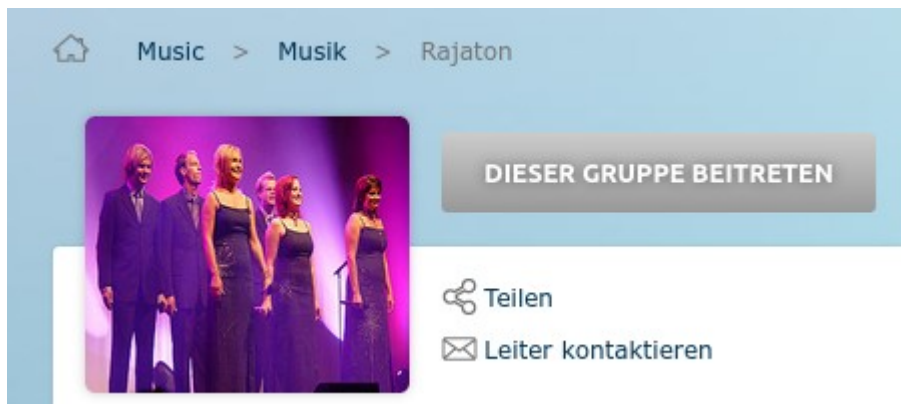 Music > Musik > Rajaton
DIESER GRUPPE BEITRETEN
Teilen
Leiter kontaktieren